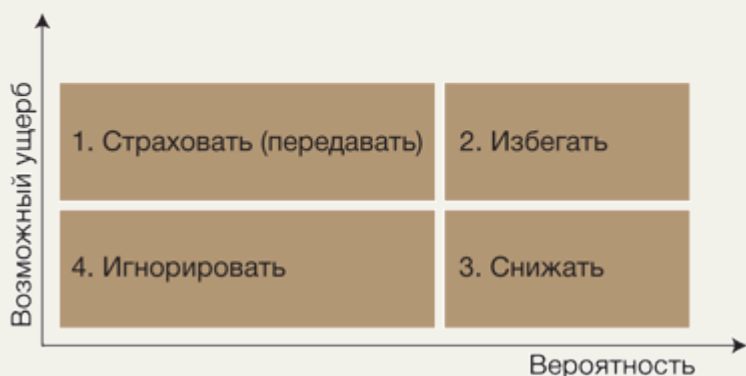 Возможный ущерб
1. Страховать (передавать)
2. Избегать
4. Игнорировать
3. Снижать
Вероятность